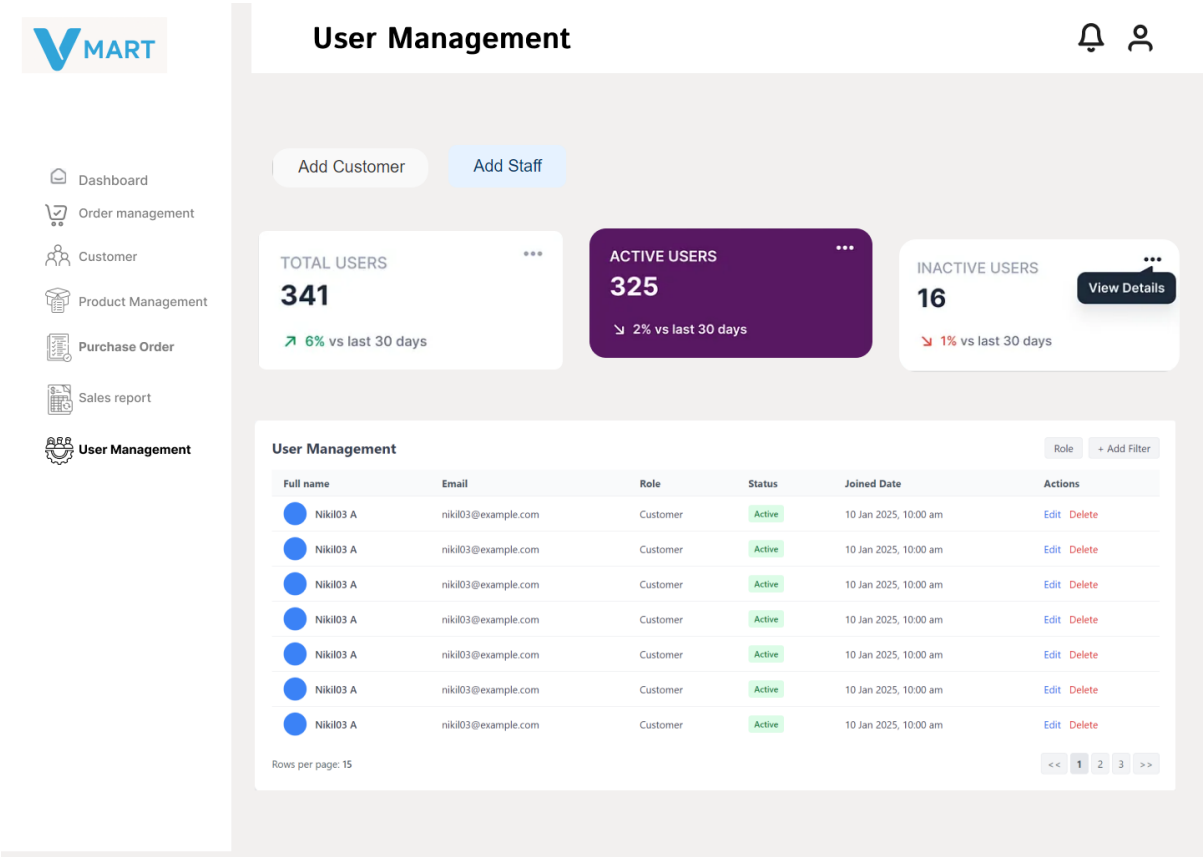 V MART
User Management
Dashboard
Order management
Customer
Product Management
Purchase Order
Sales report
User Management
Add Customer
Add Staff
TOTAL USERS
341
6% vs last 30 days
ACTIVE USERS
325
2% vs last 30 days
INACTIVE USERS
16
View Details
1% vs last 30 days
User Management
Role
+ Add Filter
Full name Email Role Status Joined Date Actions
Nikil03 A nikil03@example.com Customer Active 10 Jan 2025, 10:00 am Edit Delete
Nikil03 A nikil03@example.com Customer Active 10 Jan 2025, 10:00 am Edit Delete
Nikil03 A nikil03@example.com Customer Active 10 Jan 2025, 10:00 am Edit Delete
Nikil03 A nikil03@example.com Customer Active 10 Jan 2025, 10:00 am Edit Delete
Nikil03 A nikil03@example.com Customer Active 10 Jan 2025, 10:00 am Edit Delete
Nikil03 A nikil03@example.com Customer Active 10 Jan 2025, 10:00 am Edit Delete
Nikil03 A nikil03@example.com Customer Active 10 Jan 2025, 10:00 am Edit Delete
Rows per page: 15
<< 1 2 3 >>